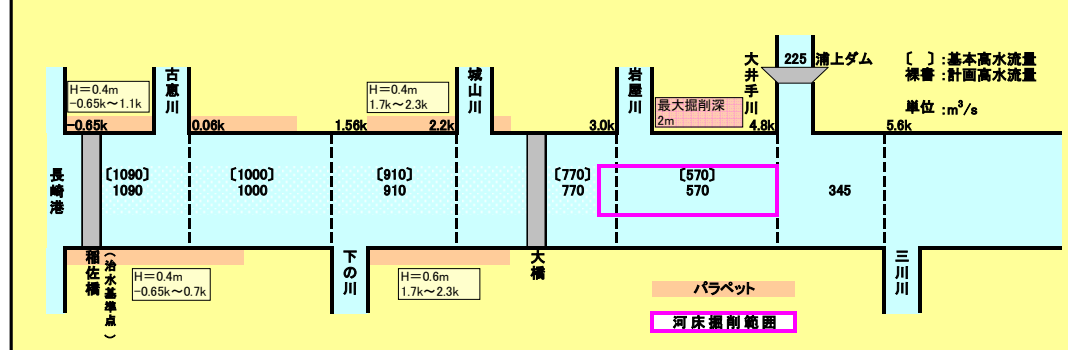 古恵川
城山川
岩屋川
大井手川
225 浦上ダム
〔 〕:基本高水流量
裸書:計画高水流量
単位:m³/s
H=0.4m
-0.65k~1.1k
H=0.4m
1.7k~2.3k
最大掘削深
2m
-0.65k
0.06k
1.56k
2.2k
3.0k
4.8k
5.6k
長崎港
〔1090〕
1090
〔1000〕
1000
〔910〕
910
〔770〕
770
〔570〕
570
345
稲佐橋
(治水基準点)
H=0.4m
-0.65k~0.7k
下の川
H=0.6m
1.7k~2.3k
大橋
三川川
パラペット
河床掘削範囲